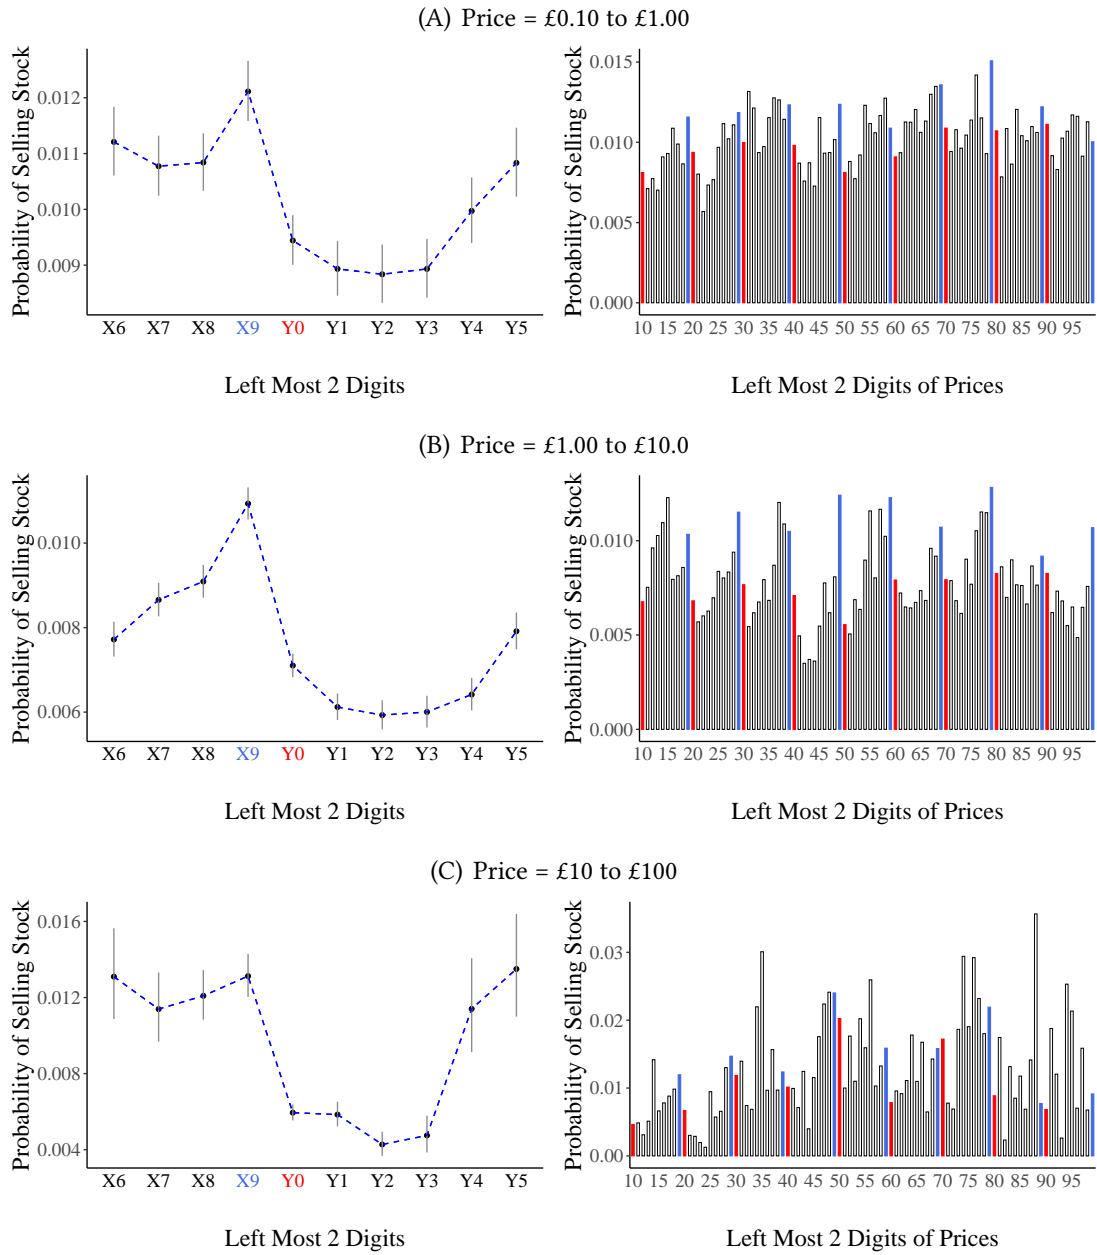 (A) Price = £0.10 to £1.00
Probability of Selling Stock
0.012
0.011
0.010
0.009
X6 X7 X8 X9 Y0 Y1 Y2 Y3 Y4 Y5
Left Most 2 Digits
Probability of Selling Stock
0.015
0.010
0.005
0.000
10 15 20 25 30 35 40 45 50 55 60 65 70 75 80 85 90 95
Left Most 2 Digits of Prices
(B) Price = £1.00 to £10.0
Probability of Selling Stock
0.010
0.008
0.006
X6 X7 X8 X9 Y0 Y1 Y2 Y3 Y4 Y5
Left Most 2 Digits
Probability of Selling Stock
0.010
0.005
0.000
10 15 20 25 30 35 40 45 50 55 60 65 70 75 80 85 90 95
Left Most 2 Digits of Prices
(C) Price = £10 to £100
Probability of Selling Stock
0.016
0.012
0.008
0.004
X6 X7 X8 X9 Y0 Y1 Y2 Y3 Y4 Y5
Left Most 2 Digits
Probability of Selling Stock
0.03
0.02
0.01
0.00
10 15 20 25 30 35 40 45 50 55 60 65 70 75 80 85 90 95
Left Most 2 Digits of Prices